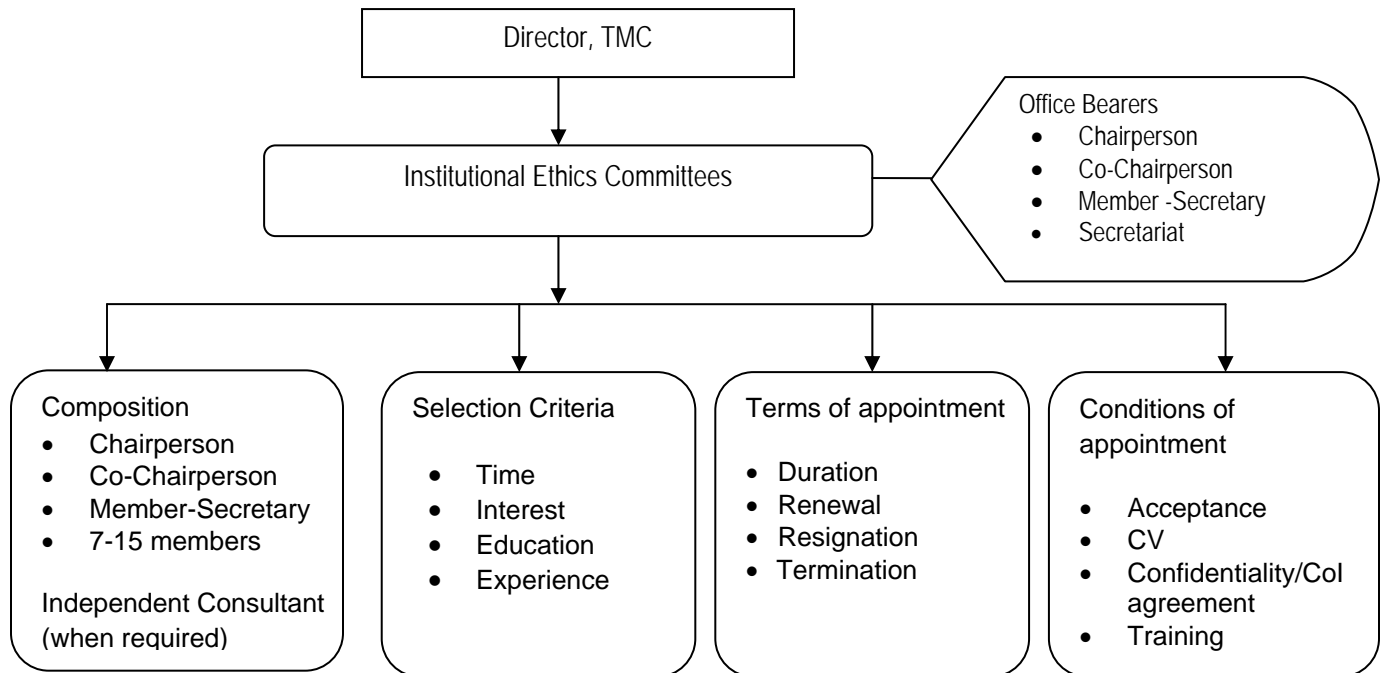 Director, TMC
Institutional Ethics Committees
Office Bearers
• Chairperson
• Co-Chairperson
• Member -Secretary
• Secretariat
Composition
• Chairperson
• Co-Chairperson
• Member-Secretary
• 7-15 members
Independent Consultant
(when required)
Selection Criteria
• Time
• Interest
• Education
• Experience
Terms of appointment
• Duration
• Renewal
• Resignation
• Termination
Conditions of
appointment
• Acceptance
• CV
• Confidentiality/CoI
agreement
• Training